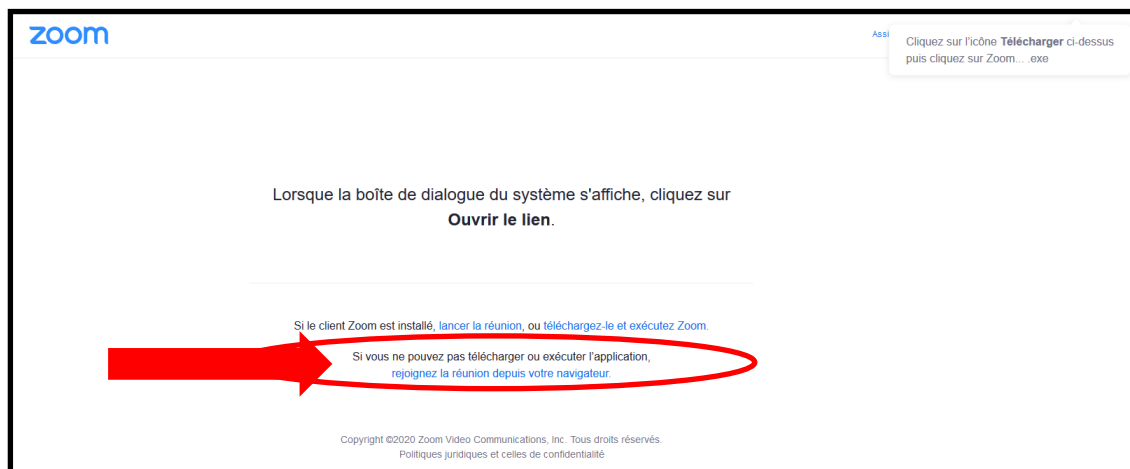 zoom
Cliquez sur l'icône Télécharger ci-dessus
puis cliquez sur Zoom... .exe
Lorsque la boîte de dialogue du système s'affiche, cliquez sur
Ouvrir le lien.
Si le client Zoom est installé, lancer la réunion, ou téléchargez-le et exécutez Zoom.
Si vous ne pouvez pas télécharger ou exécuter l'application,
rejoignez la réunion depuis votre navigateur.
Copyright ©2020 Zoom Video Communications, Inc. Tous droits réservés.
Politiques juridiques et celles de confidentialité